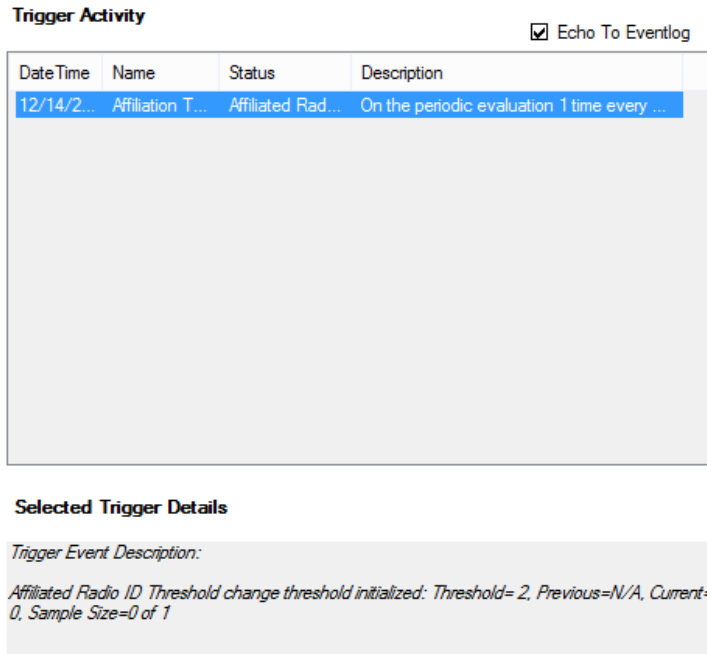 Trigger Activity
Echo To Eventlog
DateTime Name Status Description
12/14/2... Affiliation T... Affiliated Rad... On the periodic evaluation 1 time every ...
Selected Trigger Details
Trigger Event Description:
Affiliated Radio ID Threshold change threshold initialized: Threshold= 2, Previous=N/A, Current=
0, Sample Size=0 of 1